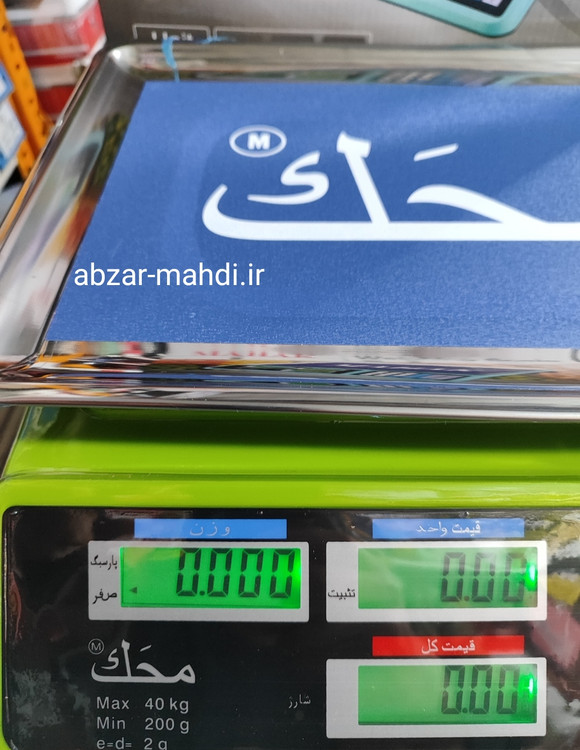 M
محَك
abzar-mahdi.ir
وزن
قیمت واحد
پارسنگ
0.000
صفر
0.00
تثبیت
قیمت کل
M
محَك
0.00
شارژ
Max 40 kg
Min 200 g
e=d= 2 g